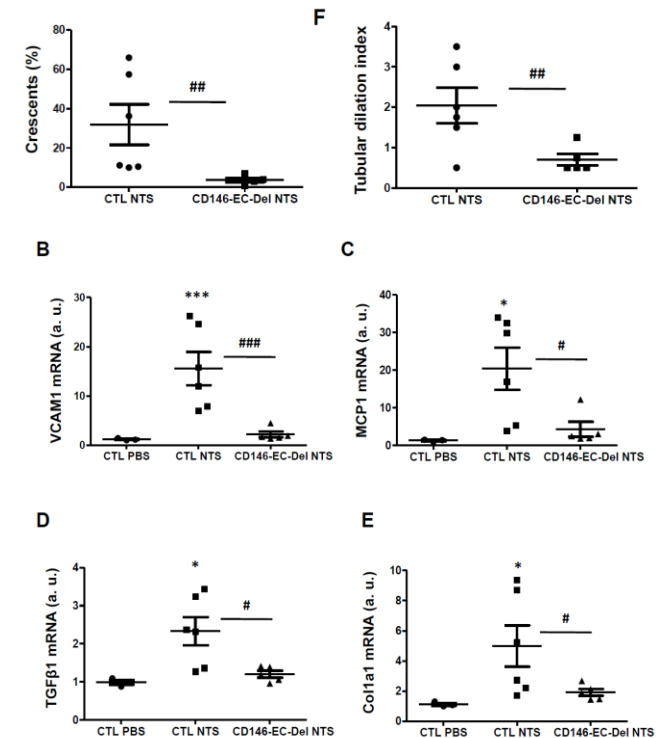 F
Crescents (%)
80
60
40
20
0
##
CTL NTS
CD146-EC-Del NTS
Tubular dilation index
4
3
2
1
0
##
CTL NTS
CD146-EC-Del NTS
B
VCAM1 mRNA (a. u.)
30
20
10
0
***
###
CTL PBS
CTL NTS
CD146-EC-Del NTS
C
MCP1 mRNA (a. u.)
40
30
20
10
0
*
#
CTL PBS
CTL NTS
CD146-EC-Del NTS
D
TGFβ1 mRNA (a. u.)
4
3
2
1
0
*
#
CTL PBS
CTL NTS
CD146-EC-Del NTS
E
Col1a1 mRNA (a. u.)
10
8
6
4
2
0
*
#
CTL PBS
CTL NTS
CD146-EC-Del NTS